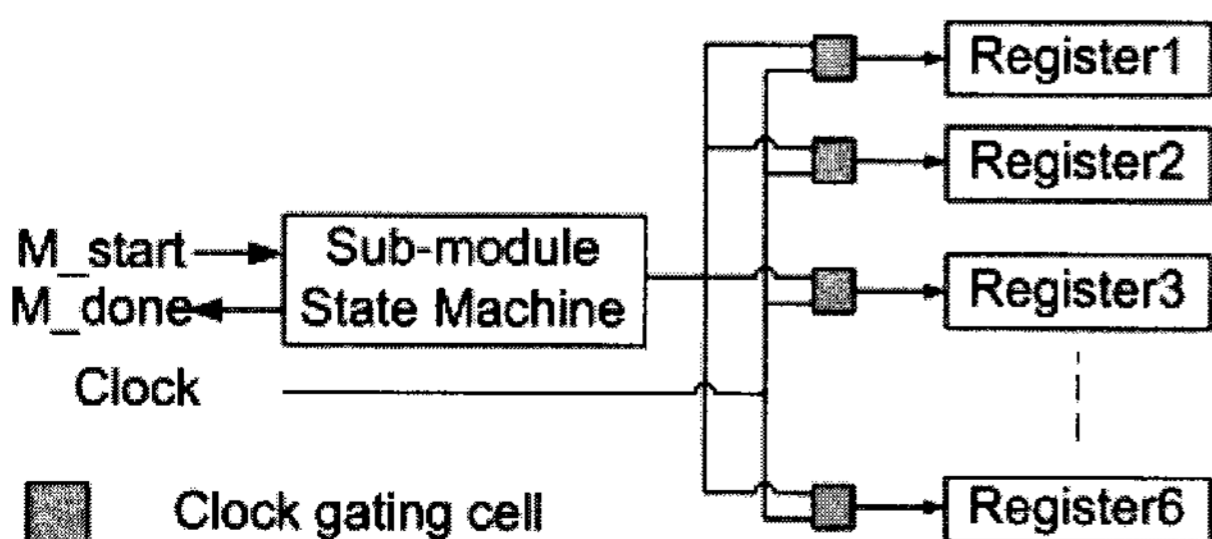 Register1
Register2
M_start
Sub-module
M_done
State Machine
Register3
Clock
Clock gating cell
Register6